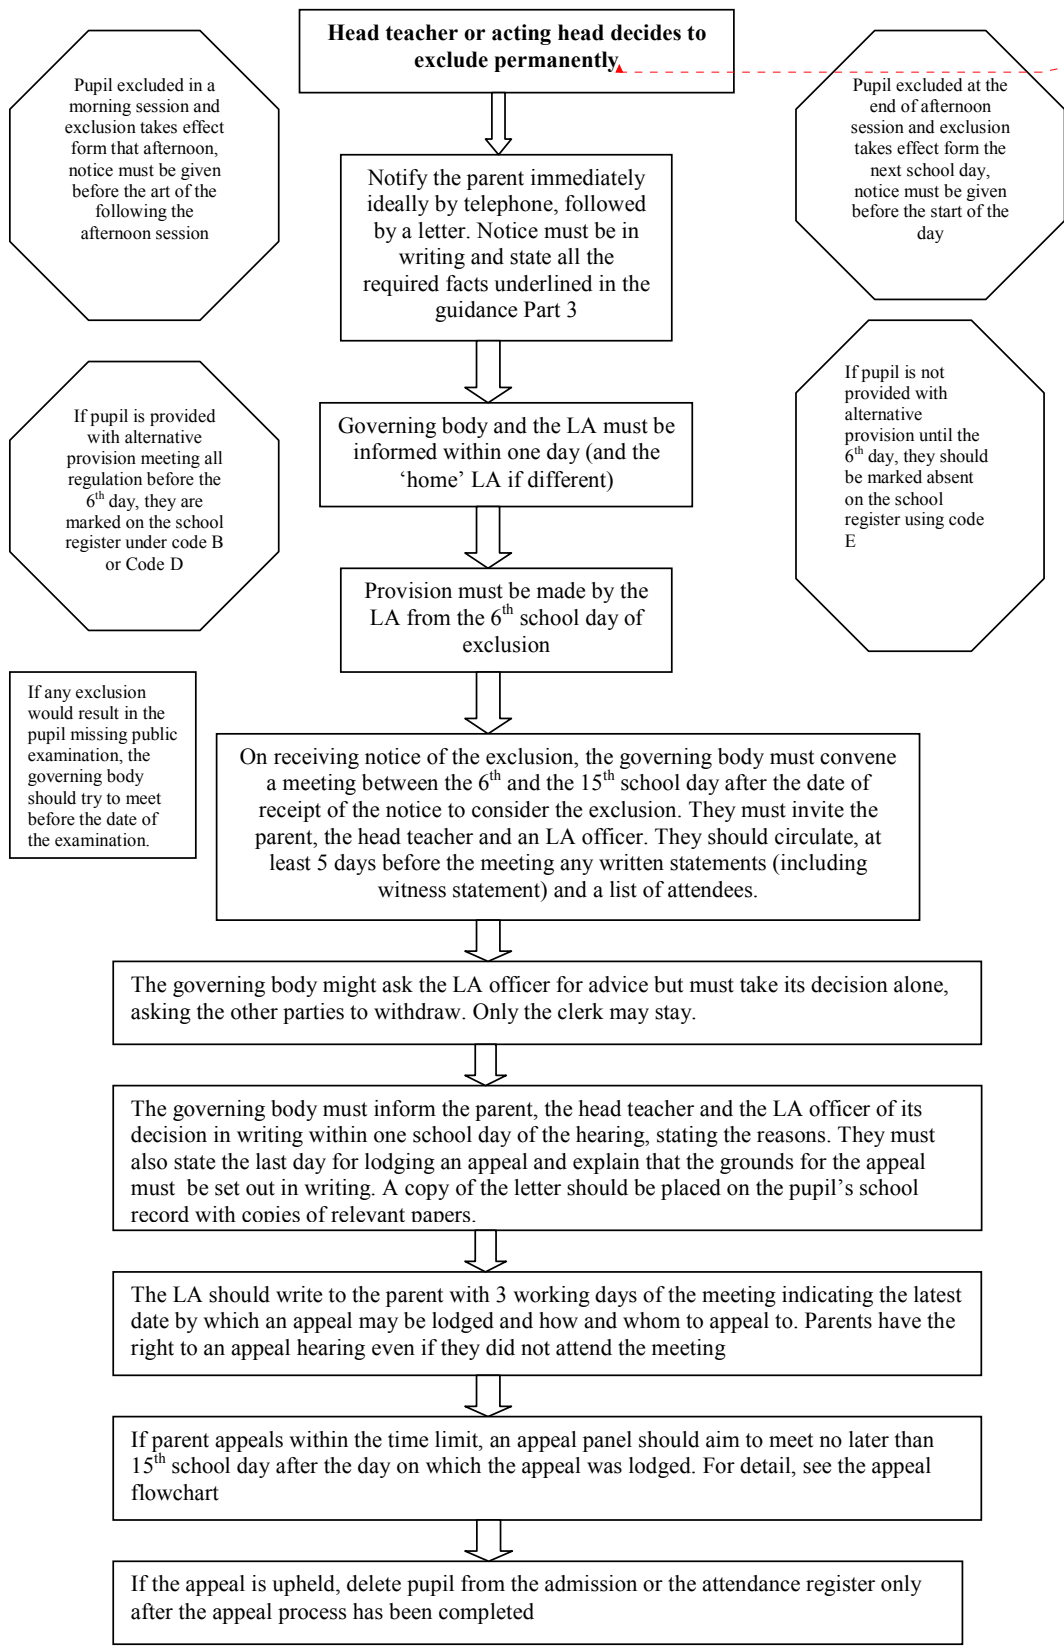 Head teacher or acting head decides to
exclude permanently
Pupil excluded in a
morning session and
exclusion takes effect
form that afternoon,
notice must be given
before the art of the
following the
afternoon session
Pupil excluded at the
end of afternoon
session and exclusion
takes effect form the
next school day,
notice must be given
before the start of the
day
Notify the parent immediately
ideally by telephone, followed
by a letter. Notice must be in
writing and state all the
required facts underlined in the
guidance Part 3
If pupil is provided
with alternative
provision meeting all
regulation before the
6th day, they are
marked on the school
register under code B
or Code D
Governing body and the LA must be
informed within one day (and the
‘home’ LA if different)
If pupil is not
provided with
alternative
provision until the
6th day, they should
be marked absent
on the school
register using code
E
Provision must be made by the
LA from the 6th school day of
exclusion
If any exclusion
would result in the
pupil missing public
examination, the
governing body
should try to meet
before the date of
the examination.
On receiving notice of the exclusion, the governing body must convene
a meeting between the 6th and the 15th school day after the date of
receipt of the notice to consider the exclusion. They must invite the
parent, the head teacher and an LA officer. They should circulate, at
least 5 days before the meeting any written statements (including
witness statement) and a list of attendees.
The governing body might ask the LA officer for advice but must take its decision alone,
asking the other parties to withdraw. Only the clerk may stay.
The governing body must inform the parent, the head teacher and the LA officer of its
decision in writing within one school day of the hearing, stating the reasons. They must
also state the last day for lodging an appeal and explain that the grounds for the appeal
must be set out in writing. A copy of the letter should be placed on the pupil’s school
record with copies of relevant papers.
The LA should write to the parent with 3 working days of the meeting indicating the latest
date by which an appeal may be lodged and how and whom to appeal to. Parents have the
right to an appeal hearing even if they did not attend the meeting
If parent appeals within the time limit, an appeal panel should aim to meet no later than
15th school day after the day on which the appeal was lodged. For detail, see the appeal
flowchart
If the appeal is upheld, delete pupil from the admission or the attendance register only
after the appeal process has been completed